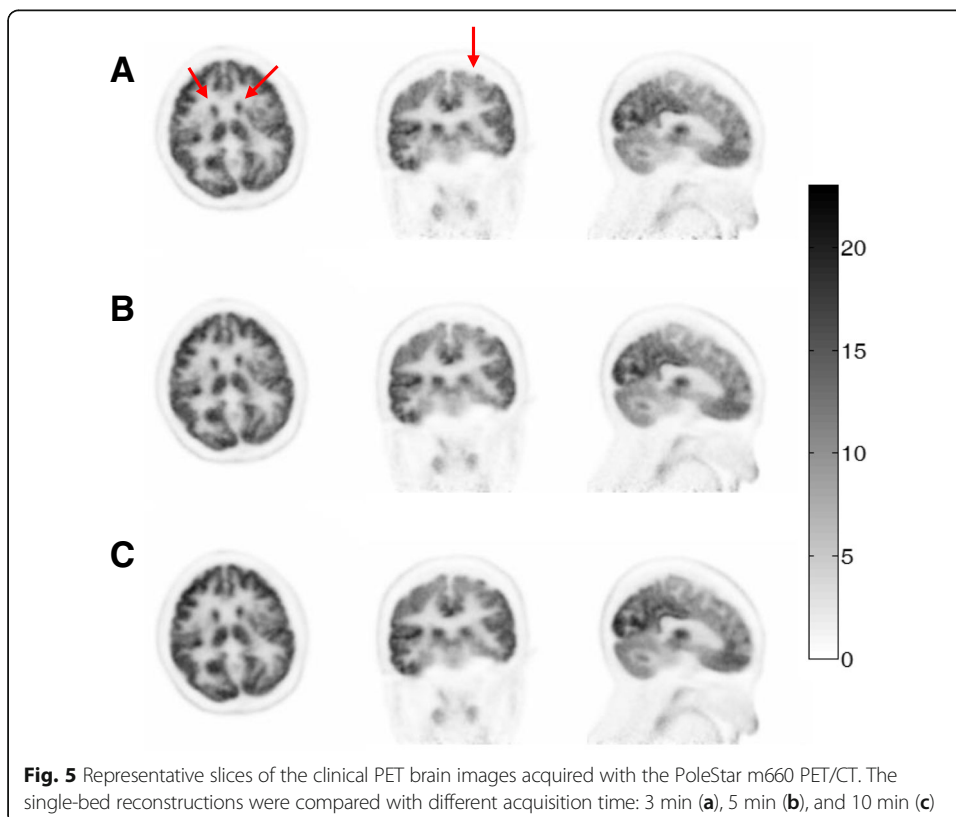 A
B
C
20
15
10
5
0
Fig. 5 Representative slices of the clinical PET brain images acquired with the PoleStar m660 PET/CT. The
single-bed reconstructions were compared with different acquisition time: 3 min (a), 5 min (b), and 10 min (c)